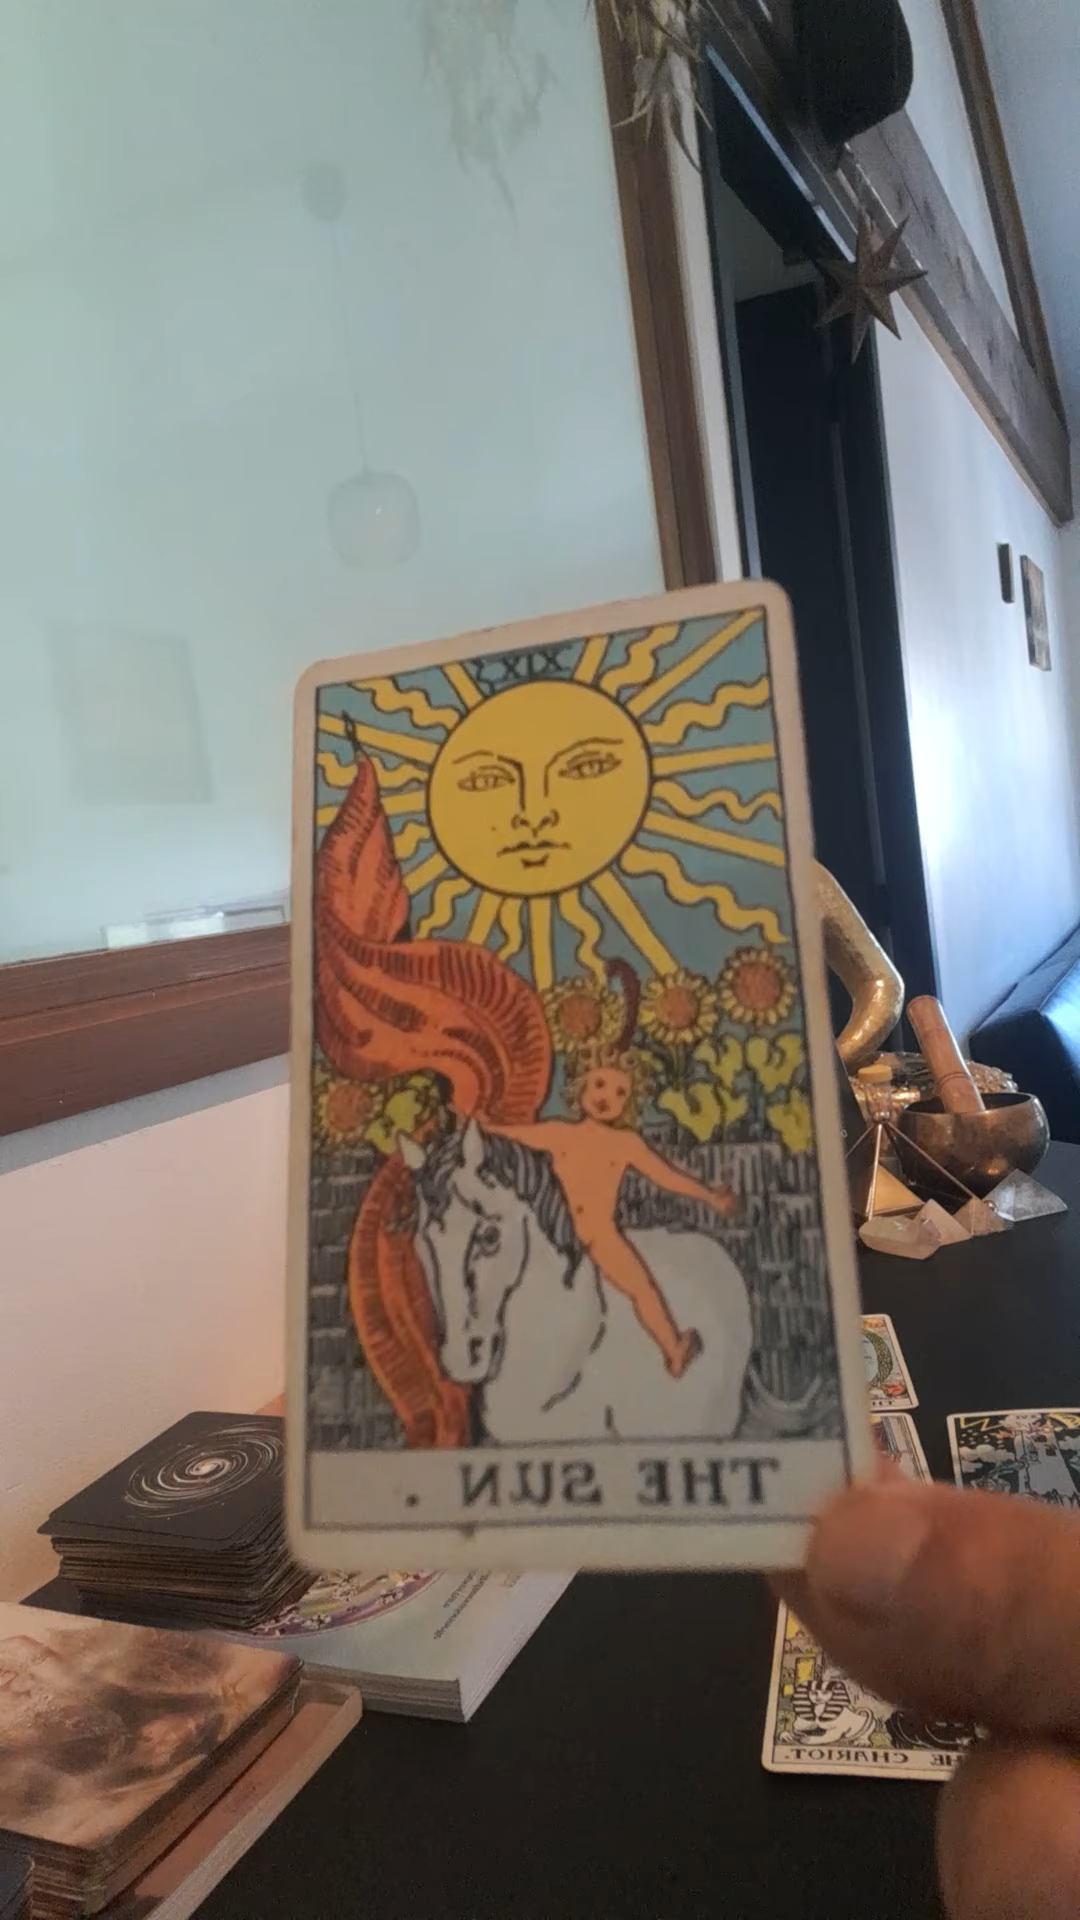 XIX
THE SUN.
THE CHARIOT.